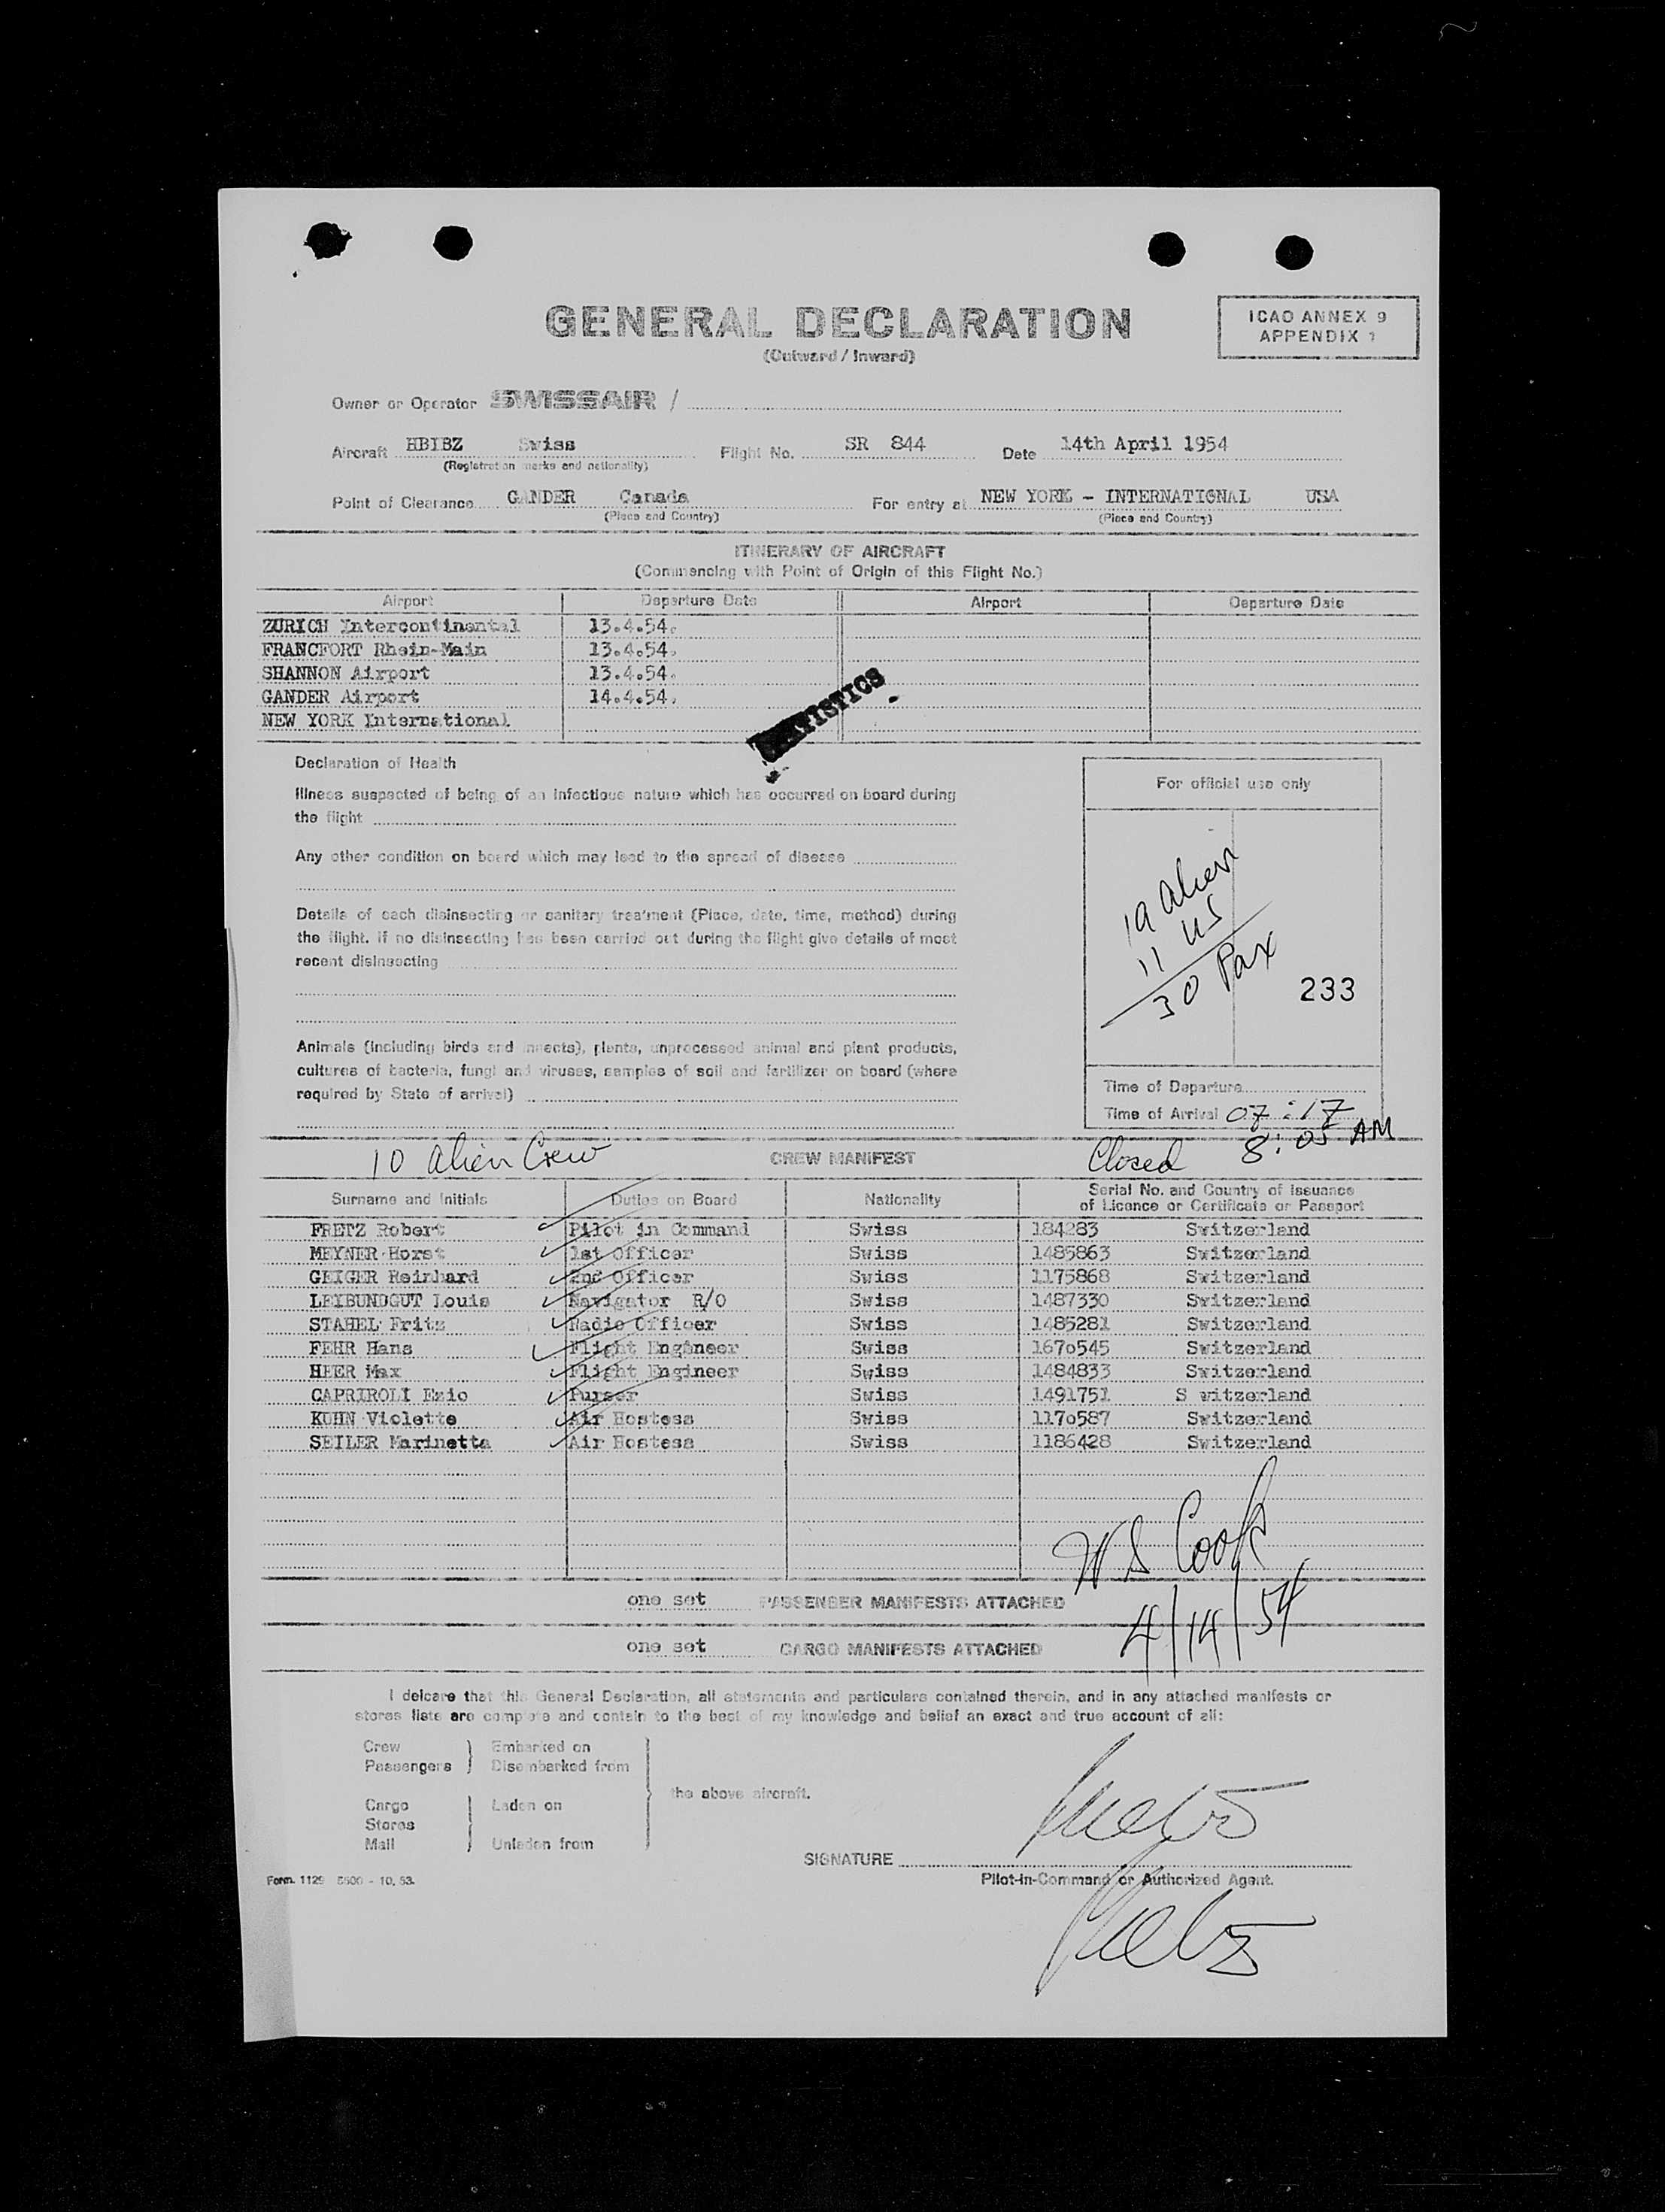 GENERAL DECLARATION
(Outward / Inward)
ICAO ANNEX 9
APPENDIX 1
Owner or Operator SWISSAIR /
Aircraft HBIBZ Swiss Flight No. SR 844 Date 14th April 1954
(Registration marks and nationality)
Point of Clearance GANDER Canada For entry at NEW YORK - INTERNATIONAL USA
(Place and Country) (Place and Country)
ITINERARY OF AIRCRAFT
(Commencing with Point of Origin of this Flight No.)
Airport Departure Date Airport Departure Date
ZURICH Intercontinental 13.4.54.
FRANCFORT Rhein-Main 13.4.54.
SHANNON Airport 13.4.54.
GANDER Airport 14.4.54.
NEW YORK International
STATISTICS
Declaration of Health
Illness suspected of being of an infectious nature which has occurred on board during
the flight
Any other condition on board which may lead to the spread of disease
Details of each disinsecting or sanitary treatment (Place, date, time, method) during
the flight. If no disinsecting has been carried out during the flight give details of most
recent disinsecting
Animals (including birds and insects), plants, unprocessed animal and plant products,
cultures of bacteria, fungi and viruses, samples of soil and fertilizer on board (where
required by State of arrival)
For official use only
19 Alien
11 US
30 Pax
233
Time of Departure
Time of Arrival 07:17
Closed 8:05 AM
10 Alien Crew
CREW MANIFEST
Surname and Initials Duties on Board Nationality Serial No. and Country of Issuance
of Licence or Certificate or Passport
FRETZ Robert Pilot in Command Swiss 184283 Switzerland
MEYNER Horst 1st Officer Swiss 1485863 Switzerland
GEIGER Reinhard 2nd Officer Swiss 1175868 Switzerland
LEYBUNDGUT Louis Navigator R/O Swiss 1487330 Switzerland
STAHEL Fritz Radio Officer Swiss 1485281 Switzerland
FEHR Hans Flight Engineer Swiss 1670545 Switzerland
HEER Max Flight Engineer Swiss 1484833 Switzerland
CAPRIROLI Ezio Purser Swiss 1491751 S witzerland
KUHN Violette Air Hostess Swiss 1170587 Switzerland
SEILER Marinetta Air Hostess Swiss 1186428 Switzerland
W S Cook
4/14/54
one set PASSENGER MANIFESTS ATTACHED
one set CARGO MANIFESTS ATTACHED
I delcare that this General Declaration, all statements and particulars contained therein, and in any attached manifests or
stores lists are complete and contain to the best of my knowledge and belief an exact and true account of all:
Crew Embarked on
Passengers Disembarked from
the above aircraft.
Cargo Laden on
Stores
Mail Unladen from
SIGNATURE
Pilot-in-Command or Authorized Agent.
Form. 1129 5500 - 10. 53.